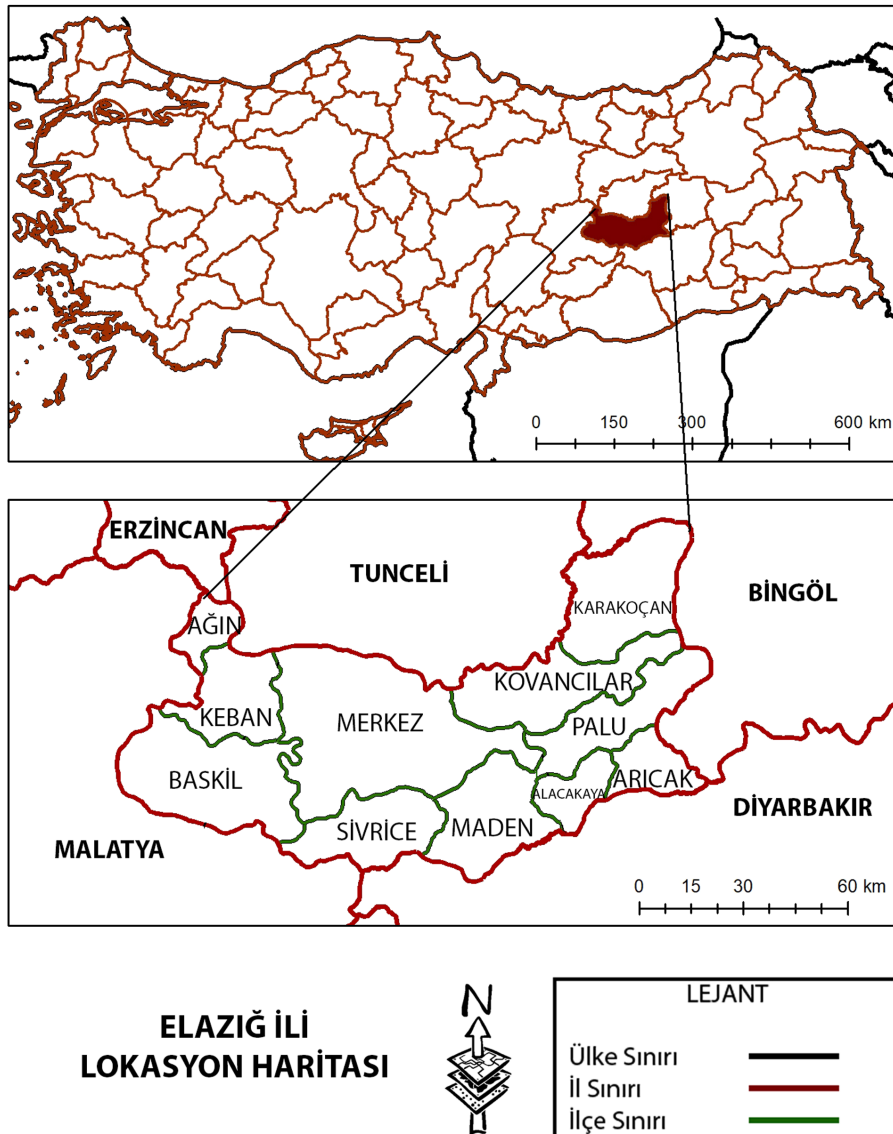 0 150 300 600 km
ERZİNCAN
TUNCELİ
BİNGÖL
KARAKOÇAN
AĞIN
KOVANCILAR
KEBAN
MERKEZ
PALU
BASKİL
ALACAKAYA
ARICAK
DİYARBAKIR
SİVRİCE
MADEN
MALATYA
0 15 30 60 km
ELAZIĞ İLİ
LOKASYON HARİTASI
N
LEJANT
Ülke Sınırı
İl Sınırı
İlçe Sınırı